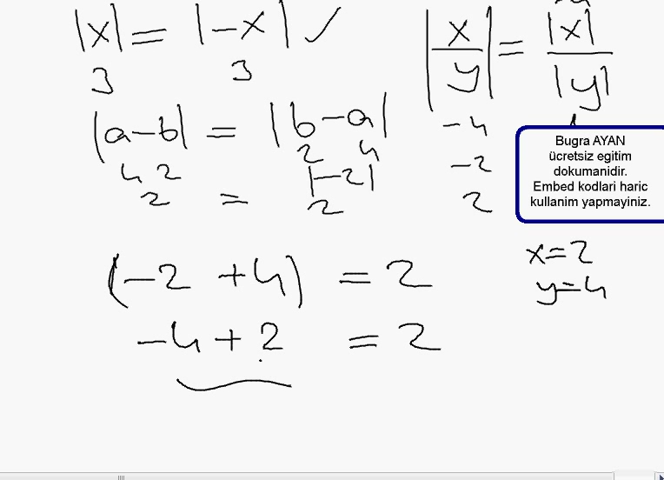 |x| = |-x| ✓
3 3
|x/y| = |x|/|y|
|a-b| = |b-a|
4 2 2 4
2 = |-2|
2
-4
-2
2
Bugra AYAN
ücretsiz egitim
dokumanidir.
Embed kodlari haric
kullanim yapmayiniz.
x=2
y=4
(-2 +4) = 2
-4+2 = 2